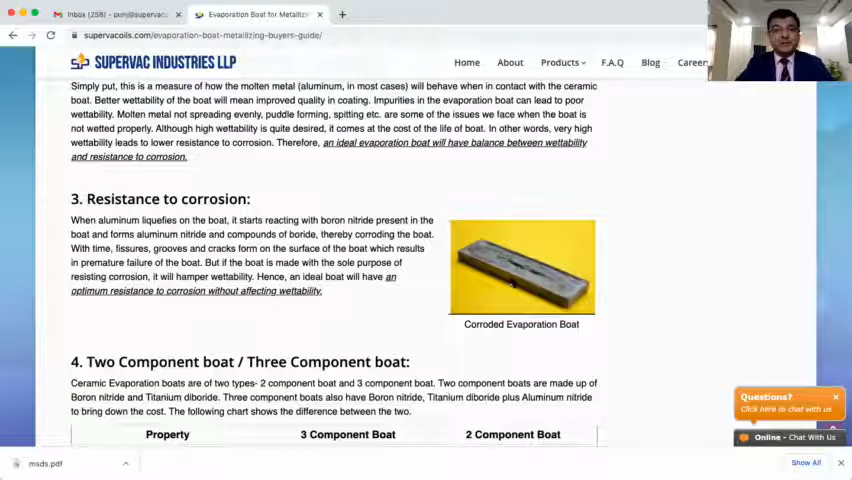 Inbox (258) - punj@supervac
Evaporation Boat for Metallizin
supervacoils.com/evaporation-boat-metallizing-buyers-guide/
SUPERVAC INDUSTRIES LLP
Home About Products F.A.Q Blog Career
Simply put, this is a measure of how the molten metal (aluminum, in most cases) will behave when in contact with the ceramic
boat. Better wettability of the boat will mean improved quality in coating. Impurities in the evaporation boat can lead to poor
wettability. Molten metal not spreading evenly, puddle forming, spitting etc. are some of the issues we face when the boat is
not wetted properly. Although high wettability is quite desired, it comes at the cost of the life of boat. In other words, very high
wettability leads to lower resistance to corrosion. Therefore, an ideal evaporation boat will have balance between wettability
and resistance to corrosion.
3. Resistance to corrosion:
When aluminum liquefies on the boat, it starts reacting with boron nitride present in the
boat and forms aluminum nitride and compounds of boride, thereby corroding the boat.
With time, fissures, grooves and cracks form on the surface of the boat which results
in premature failure of the boat. But if the boat is made with the sole purpose of
resisting corrosion, it will hamper wettability. Hence, an ideal boat will have an
optimum resistance to corrosion without affecting wettability.
Corroded Evaporation Boat
4. Two Component boat / Three Component boat:
Ceramic Evaporation boats are of two types- 2 component boat and 3 component boat. Two component boats are made up of
Boron nitride and Titanium diboride. Three component boats also have Boron nitride, Titanium diboride plus Aluminum nitride
to bring down the cost. The following chart shows the difference between the two.
Property 3 Component Boat 2 Component Boat
Questions?
Click here to chat with us
Online - Chat With Us
msds.pdf
Show All